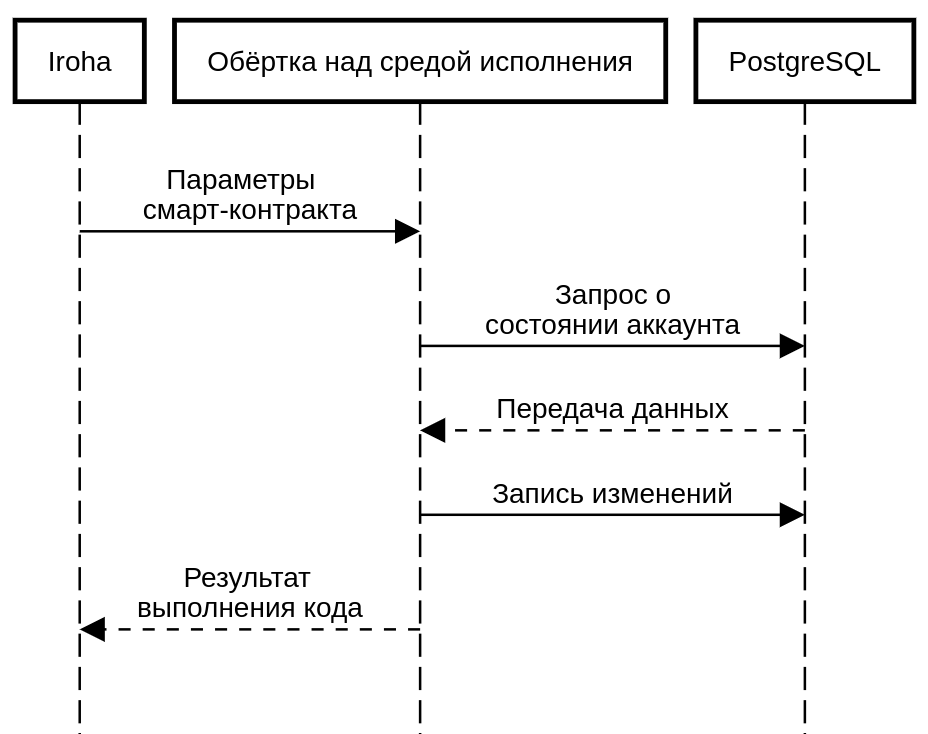 Iroha
Обёртка над средой исполнения
PostgreSQL
Параметры
смарт-контракта
Запрос о
состоянии аккаунта
Передача данных
Запись изменений
Результат
выполнения кода